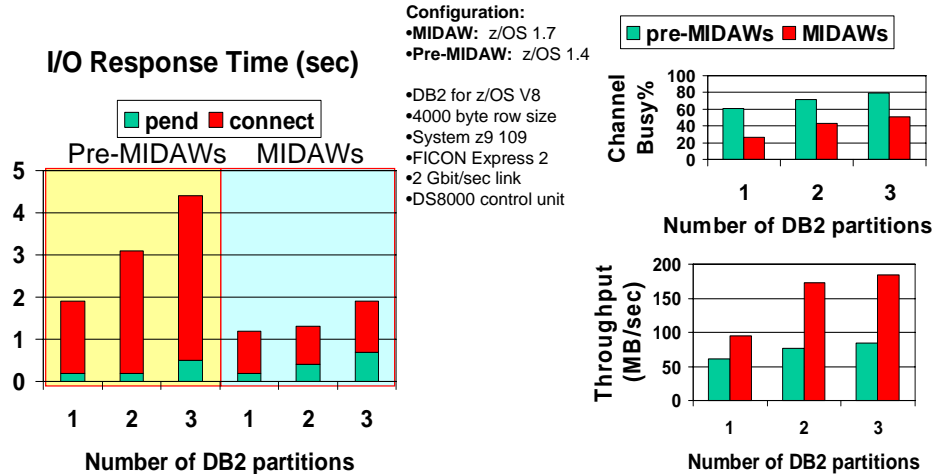 I/O Response Time (sec)
pend connect
Pre-MIDAWs MIDAWs
5
4
3
2
1
0
1 2 3 1 2 3
Number of DB2 partitions
Configuration:
•MIDAW: z/OS 1.7
•Pre-MIDAW: z/OS 1.4
•DB2 for z/OS V8
•4000 byte row size
•System z9 109
•FICON Express 2
•2 Gbit/sec link
•DS8000 control unit
pre-MIDAWs MIDAWs
Channel
Busy%
100
80
60
40
20
0
1 2 3
Number of DB2 partitions
Throughput
(MB/sec)
200
150
100
50
0
1 2 3
Number of DB2 partitions